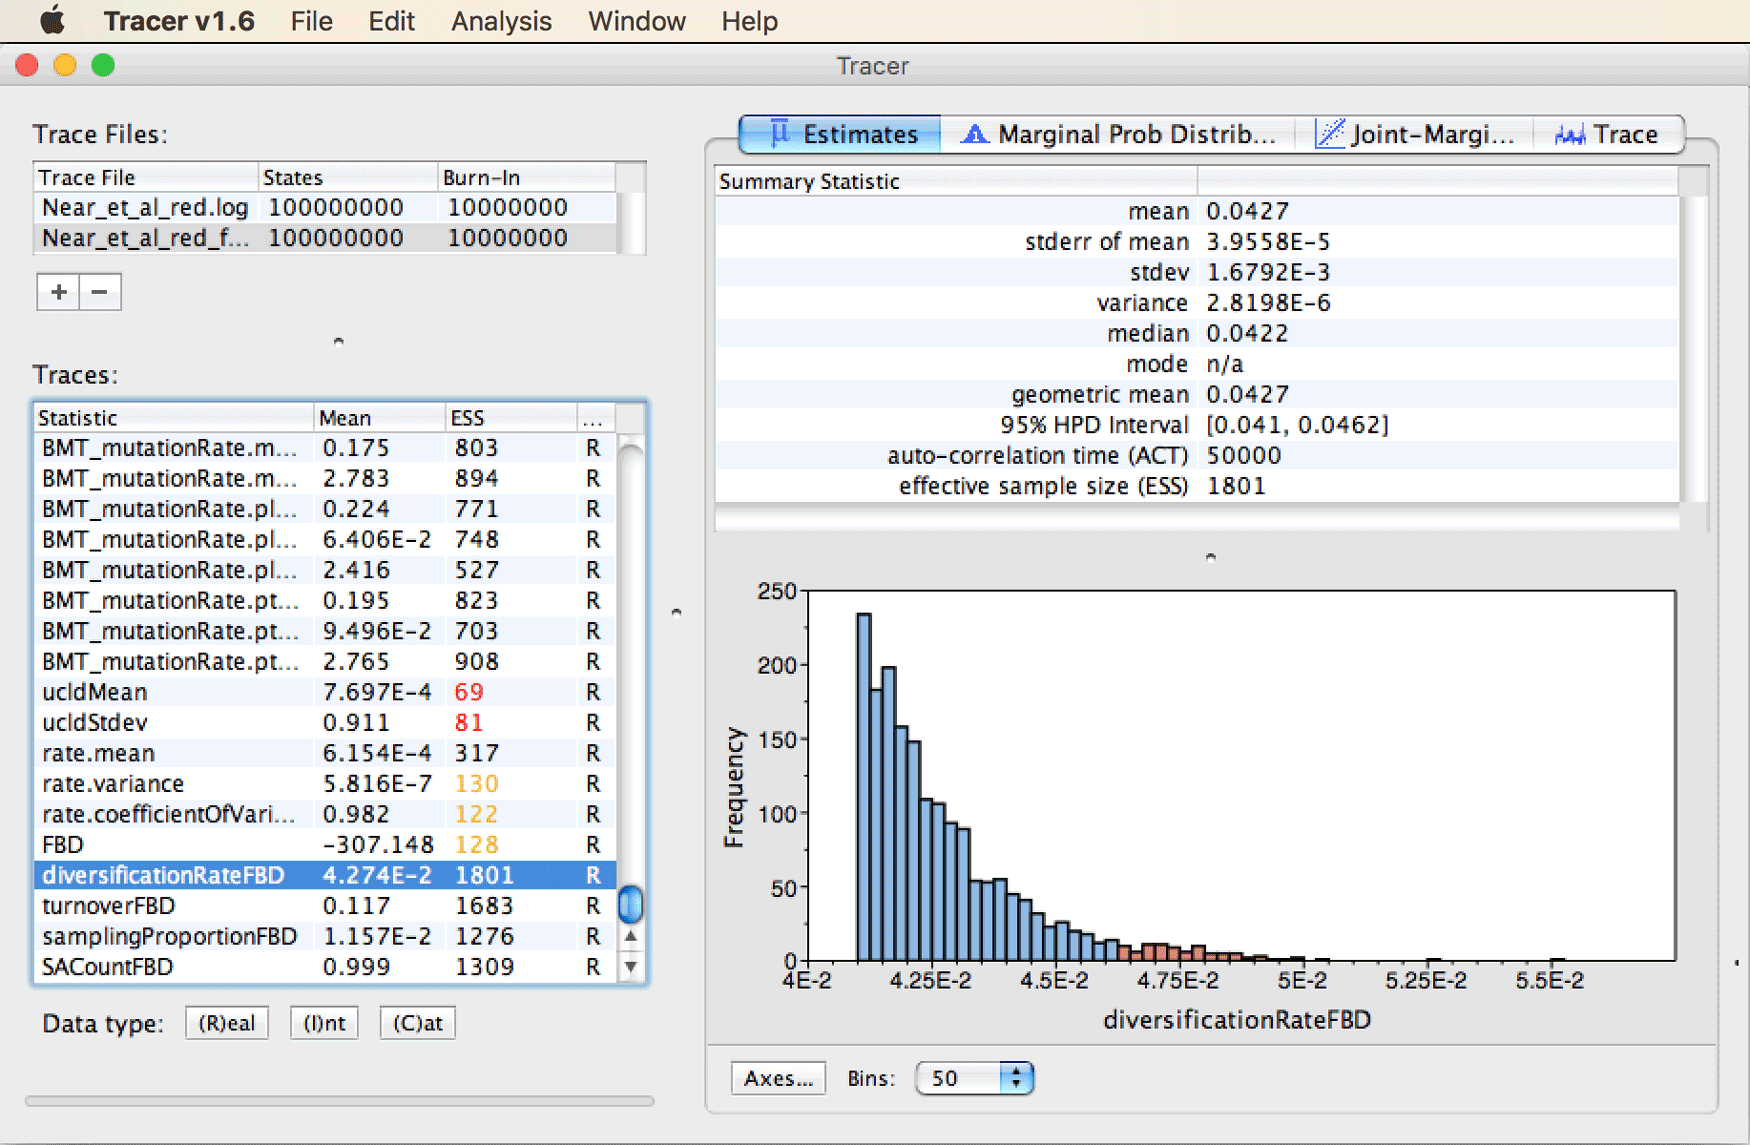 Tracer v1.6 File Edit Analysis Window Help
Tracer
Trace Files:
Trace File States Burn-In
Near_et_al_red.log 100000000 10000000
Near_et_al_red_f... 100000000 10000000
+ −
Traces:
Statistic Mean ESS ...
BMT_mutationRate.m... 0.175 803 R
BMT_mutationRate.m... 2.783 894 R
BMT_mutationRate.pl... 0.224 771 R
BMT_mutationRate.pl... 6.406E-2 748 R
BMT_mutationRate.pl... 2.416 527 R
BMT_mutationRate.pt... 0.195 823 R
BMT_mutationRate.pt... 9.496E-2 703 R
BMT_mutationRate.pt... 2.765 908 R
ucldMean 7.697E-4 69 R
ucldStdev 0.911 81 R
rate.mean 6.154E-4 317 R
rate.variance 5.816E-7 130 R
rate.coefficientOfVari... 0.982 122 R
FBD -307.148 128 R
diversificationRateFBD 4.274E-2 1801 R
turnoverFBD 0.117 1683 R
samplingProportionFBD 1.157E-2 1276 R
SACountFBD 0.999 1309 R
Data type: (R)eal (I)nt (C)at
Estimates Marginal Prob Distrib... Joint-Margi... Trace
Summary Statistic
mean 0.0427
stderr of mean 3.9558E-5
stdev 1.6792E-3
variance 2.8198E-6
median 0.0422
mode n/a
geometric mean 0.0427
95% HPD Interval [0.041, 0.0462]
auto-correlation time (ACT) 50000
effective sample size (ESS) 1801
250
200
150
100
50
0
Frequency
4E-2 4.25E-2 4.5E-2 4.75E-2 5E-2 5.25E-2 5.5E-2
diversificationRateFBD
Axes... Bins: 50